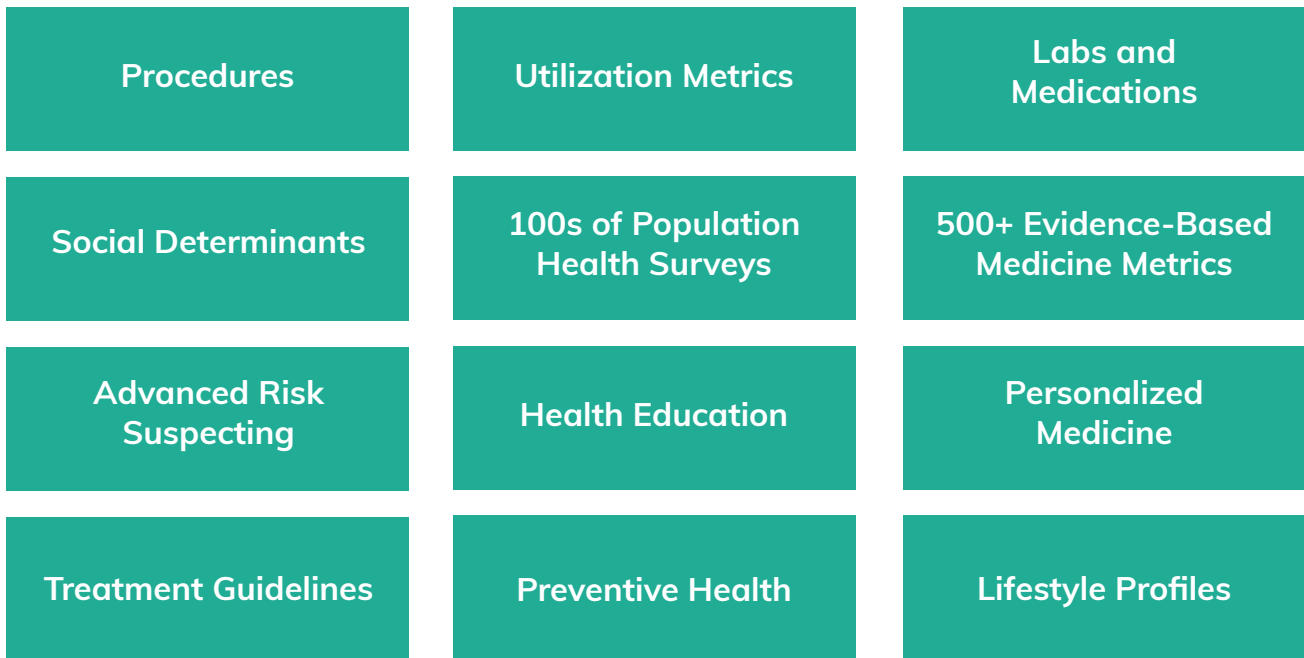 Procedures
Utilization Metrics
Labs and
Medications
Social Determinants
100s of Population
Health Surveys
500+ Evidence-Based
Medicine Metrics
Advanced Risk
Suspecting
Health Education
Personalized
Medicine
Treatment Guidelines
Preventive Health
Lifestyle Profiles